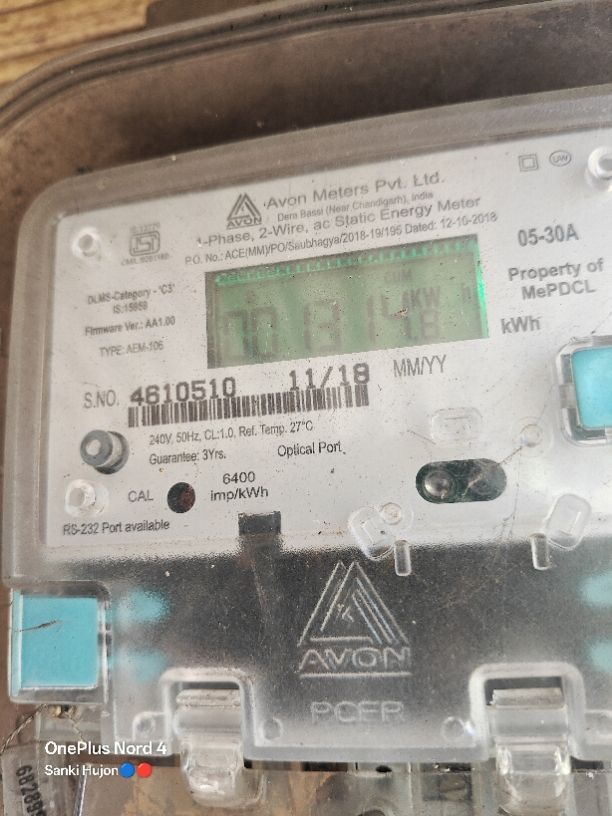 Avon Meters Pvt. Ltd.
AVON
Dera Bassi (Near Chandigarh), India
1-Phase, 2-Wire, ac Static Energy Meter
P.O. No.: ACE(MM)/PO/Saubhagya/2018-19/195 Dated: 12-10-2018
UW
05-30A
Property of
MePDCL
DLMS-Category - 'C3'
IS:15959
Firmware Ver.: AA1.00
TYPE: AEM-106
KW h
kWh
S.NO. 4610510 11/18 MM/YY
240V, 50Hz, CL:1.0, Ref. Temp. 27°C
Guarantee: 3Yrs. Optical Port
CAL 6400
imp/kWh
RS-232 Port available
AVON
OnePlus Nord 4
Sanki Hujon🔵🔴